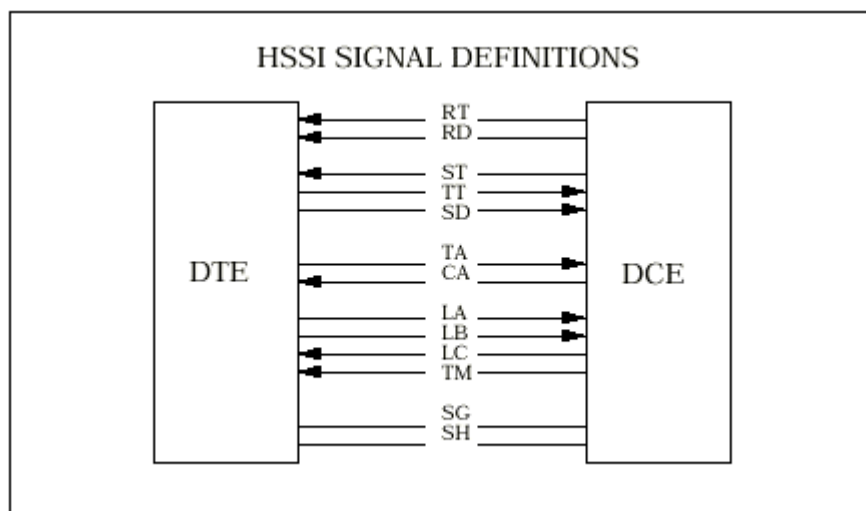 HSSI SIGNAL DEFINITIONS
RT
RD
ST
TT
SD
TA
CA
LA
LB
LC
TM
SG
SH
DTE
DCE